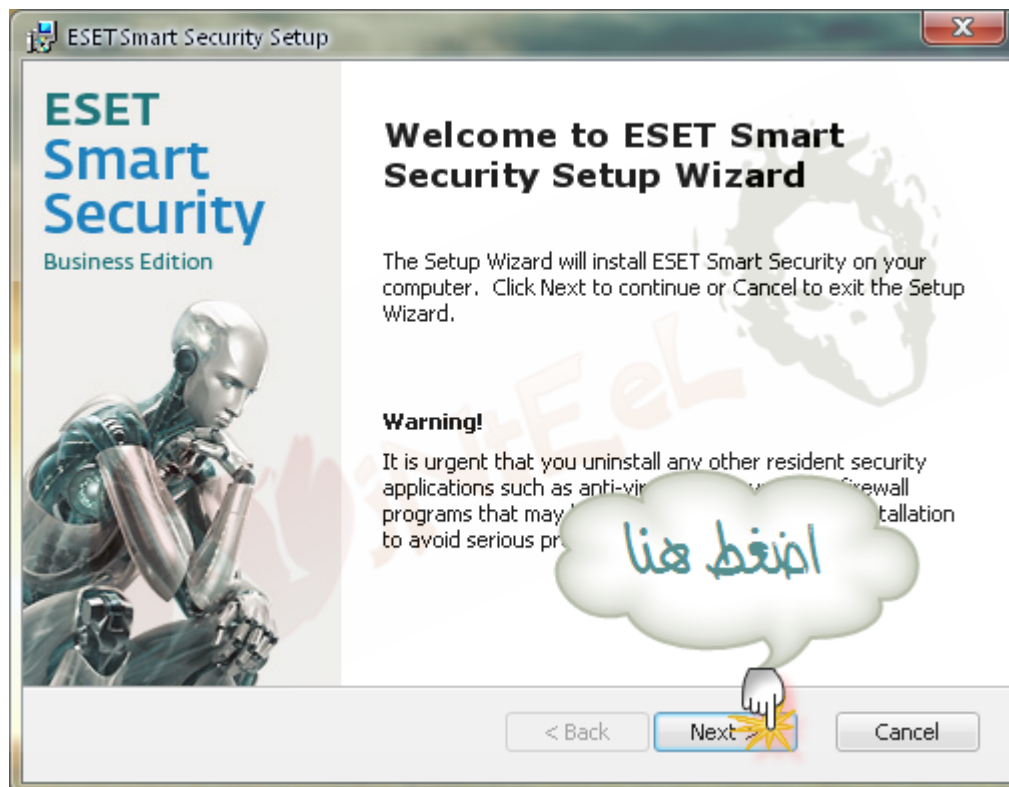 ESET Smart Security Setup
ESET
Smart
Security
Business Edition
Welcome to ESET Smart
Security Setup Wizard
The Setup Wizard will install ESET Smart Security on your
computer. Click Next to continue or Cancel to exit the Setup
Wizard.
Warning!
It is urgent that you uninstall any other resident security
applications such as
programs that may
to avoid serious
اضغط هنا
< Back
Next >
Cancel